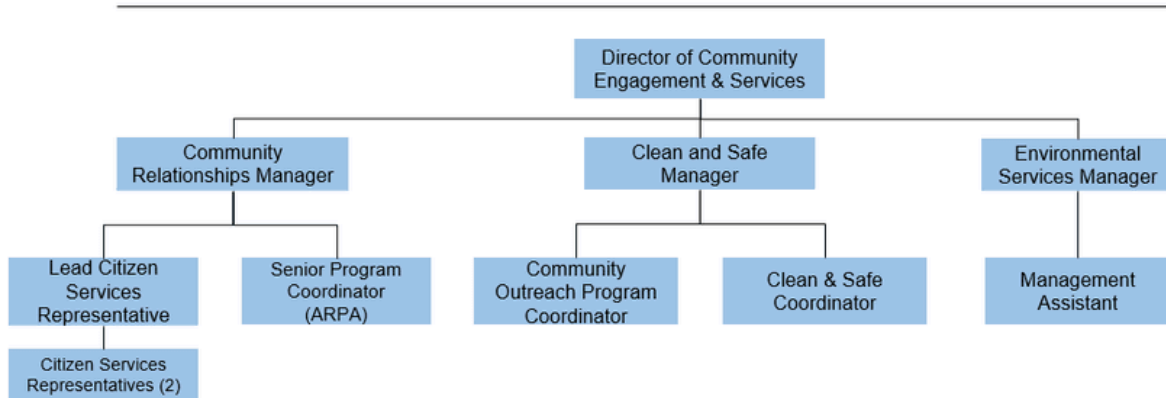 Director of Community
Engagement & Services
Community
Relationships Manager
Clean and Safe
Manager
Environmental
Services Manager
Lead Citizen
Services
Representative
Senior Program
Coordinator
(ARPA)
Community
Outreach Program
Coordinator
Clean & Safe
Coordinator
Management
Assistant
Citizen Services
Representatives (2)